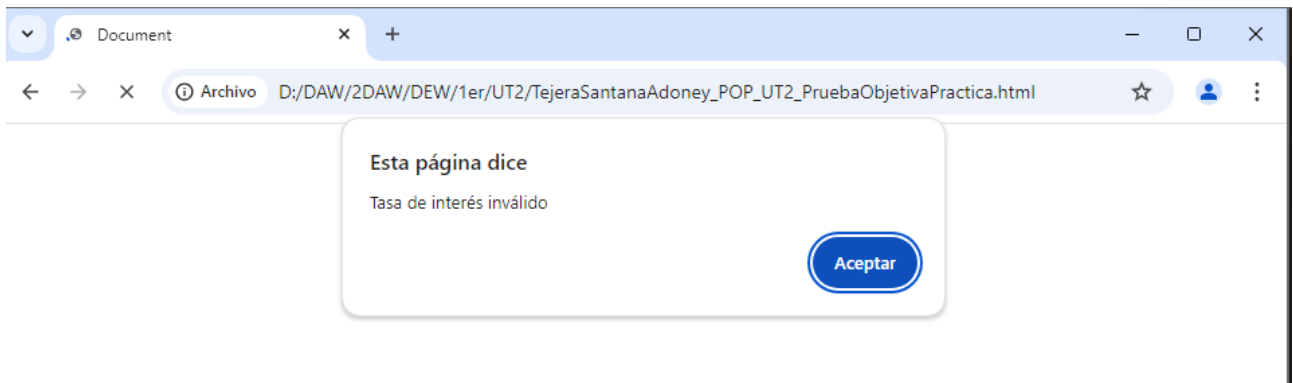 Document
Archivo D:/DAW/2DAW/DEW/1er/UT2/TejeraSantanaAdoney_POP_UT2_PruebaObjetivaPractica.html
Esta página dice
Tasa de interés inválido
Aceptar